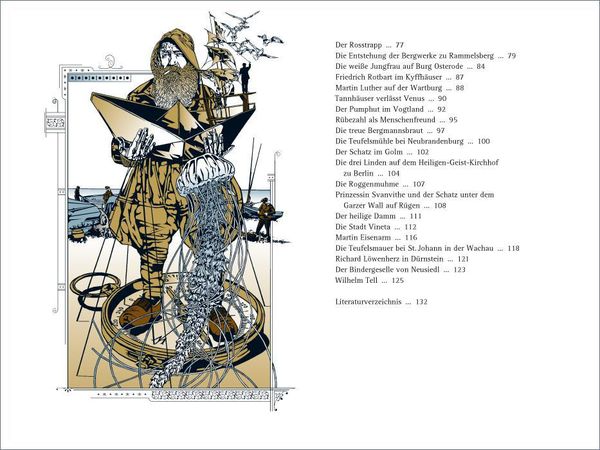 Der Rosstrapp ... 77
Die Entstehung der Bergwerke zu Rammelsberg ... 79
Die weiße Jungfrau auf Burg Osterode ... 84
Friedrich Rotbart im Kyffhäuser ... 87
Martin Luther auf der Wartburg ... 88
Tannhäuser verlässt Venus ... 90
Der Pumphut im Vogtland ... 92
Rübezahl als Menschenfreund ... 95
Die treue Bergmannsbraut ... 97
Die Teufelsmühle bei Neubrandenburg ... 100
Der Schatz im Golm ... 102
Die drei Linden auf dem Heiligen-Geist-Kirchhof
zu Berlin ... 104
Die Roggenmuhme ... 107
Prinzessin Svanvithe und der Schatz unter dem
Garzer Wall auf Rügen ... 108
Der heilige Damm ... 111
Die Stadt Vineta ... 112
Martin Eisenarm ... 116
Die Teufelsmauer bei St. Johann in der Wachau ... 118
Richard Löwenherz in Dürnstein ... 121
Der Bindergeselle von Neusiedl ... 123
Wilhelm Tell ... 125
Literaturverzeichnis ... 132